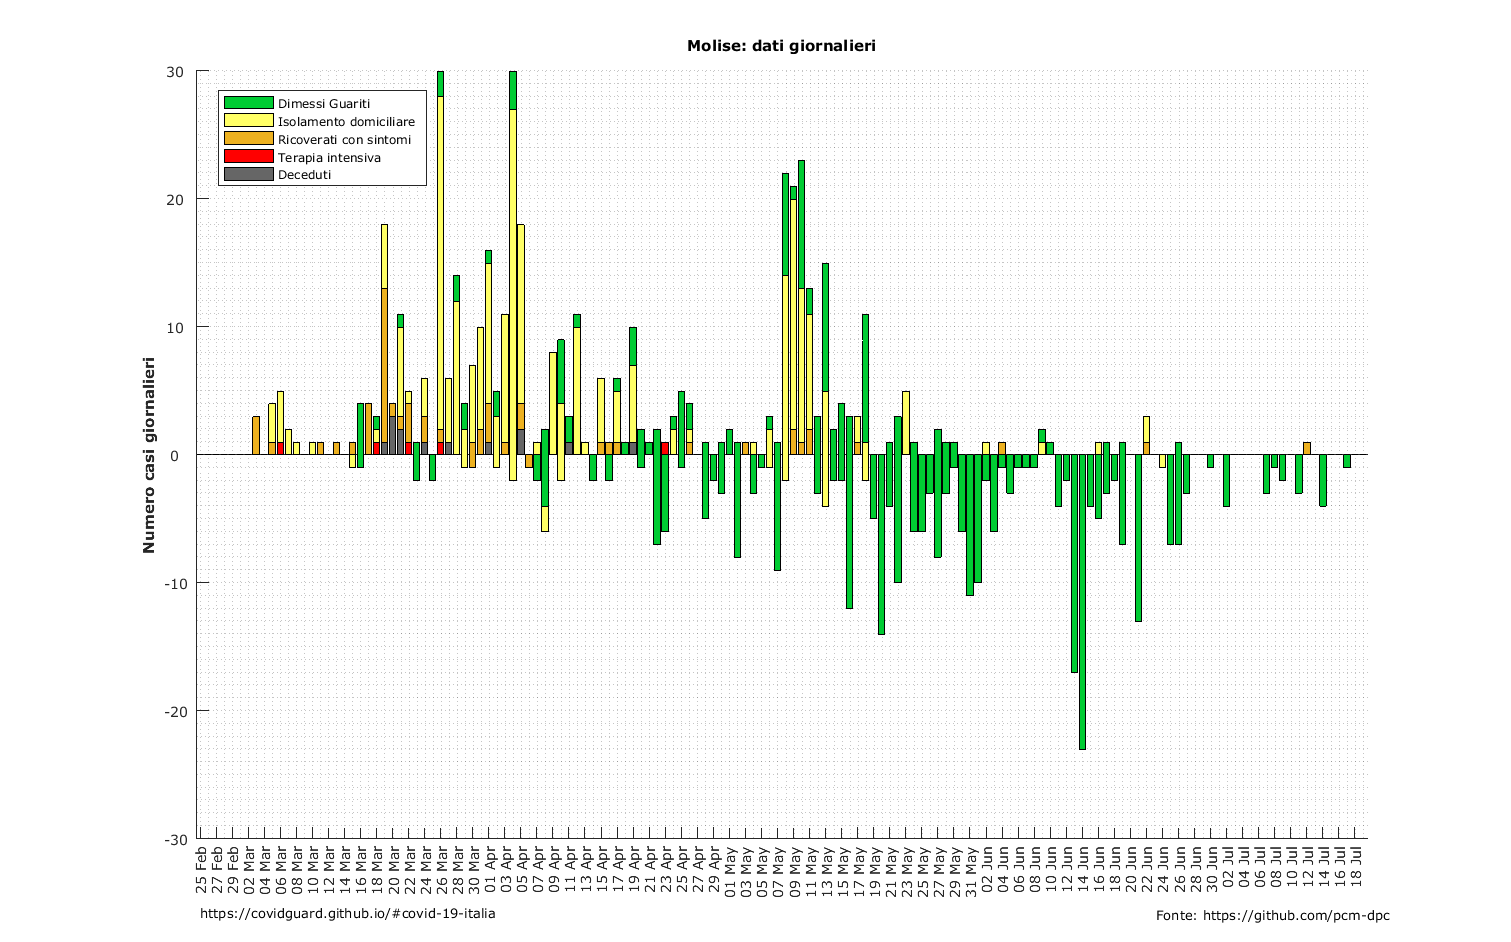 Molise: dati giornalieri
30
20
10
0
-10
-20
-30
Numero casi giornalieri
Dimessi Guariti
Isolamento domiciliare
Ricoverati con sintomi
Terapia intensiva
Deceduti
25 Feb
27 Feb
29 Feb
02 Mar
04 Mar
06 Mar
08 Mar
10 Mar
12 Mar
14 Mar
16 Mar
18 Mar
20 Mar
22 Mar
24 Mar
26 Mar
28 Mar
30 Mar
01 Apr
03 Apr
05 Apr
07 Apr
09 Apr
11 Apr
13 Apr
15 Apr
17 Apr
19 Apr
21 Apr
23 Apr
25 Apr
27 Apr
29 Apr
01 May
03 May
05 May
07 May
09 May
11 May
13 May
15 May
17 May
19 May
21 May
23 May
25 May
27 May
29 May
31 May
02 Jun
04 Jun
06 Jun
08 Jun
10 Jun
12 Jun
14 Jun
16 Jun
18 Jun
20 Jun
22 Jun
24 Jun
26 Jun
28 Jun
30 Jun
02 Jul
04 Jul
06 Jul
08 Jul
10 Jul
12 Jul
14 Jul
16 Jul
18 Jul
https://covidguard.github.io/#covid-19-italia
Fonte: https://github.com/pcm-dpc